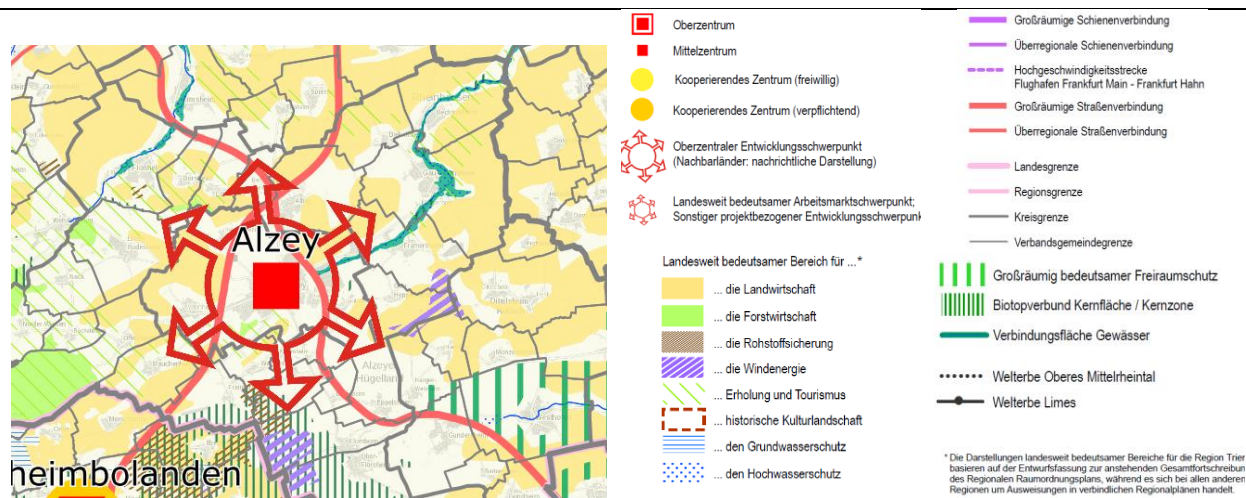 Alzey
Alzeyer
Hügelland
heimbolanden
Oberzentrum
Mittelzentrum
Kooperierendes Zentrum (freiwillig)
Kooperierendes Zentrum (verpflichtend)
Oberzentraler Entwicklungsschwerpunkt
(Nachbarländer: nachrichtliche Darstellung)
Landesweit bedeutsamer Arbeitsmarktschwerpunkt;
Sonstiger projektbezogener Entwicklungsschwerpunk
Landesweit bedeutsamer Bereich für ...*
... die Landwirtschaft
... die Forstwirtschaft
... die Rohstoffsicherung
... die Windenergie
... Erholung und Tourismus
... historische Kulturlandschaft
... den Grundwasserschutz
... den Hochwasserschutz
Großräumige Schienenverbindung
Überregionale Schienenverbindung
Hochgeschwindigkeitsstrecke
Flughafen Frankfurt Main - Frankfurt Hahn
Großräumige Straßenverbindung
Überregionale Straßenverbindung
Landesgrenze
Regionsgrenze
Kreisgrenze
Verbandsgemeindegrenze
Großräumig bedeutsamer Freiraumschutz
Biotopverbund Kernfläche / Kernzone
Verbindungsfläche Gewässer
Welterbe Oberes Mittelrheintal
Welterbe Limes
* Die Darstellungen landesweit bedeutsamer Bereiche für die Region Trier
basieren auf der Entwurfsfassung zur anstehenden Gesamtfortschreibun
des Regionalen Raumordnungsplans, während es sich bei allen anderen
Regionen um Ausweisungen in verbindlichen Regionalplänen handelt.